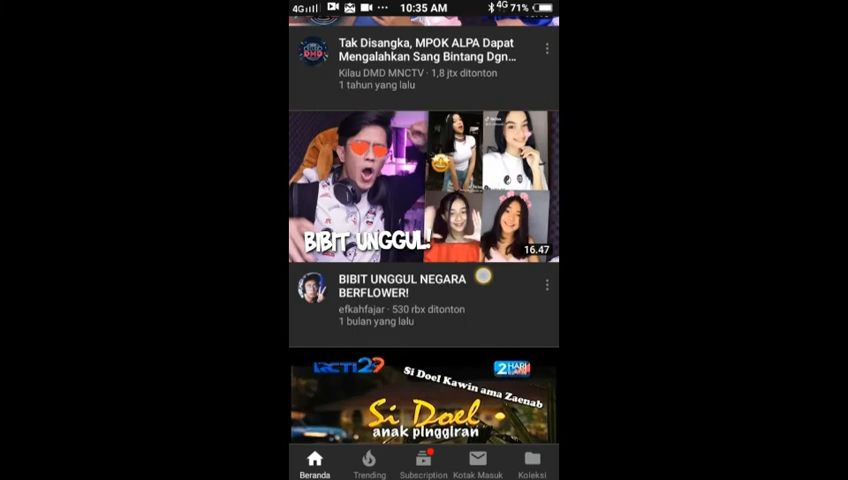 4G
10:35 AM
4G 71%
Tak Disangka, MPOK ALPA Dapat
Mengalahkan Sang Bintang Dgn...
Kilau DMD MNCTV · 1,8 jtx ditonton
1 tahun yang lalu
BIBIT UNGGUL!
16.47
BIBIT UNGGUL NEGARA
BERFLOWER!
efkahfajar · 530 rbx ditonton
1 bulan yang lalu
RCTI 29
2 HARI
Si Doel Kawin ama Zaenab
Si Doel
anak pinggiran
Beranda
Trending
Subscription
Kotak Masuk
Koleksi